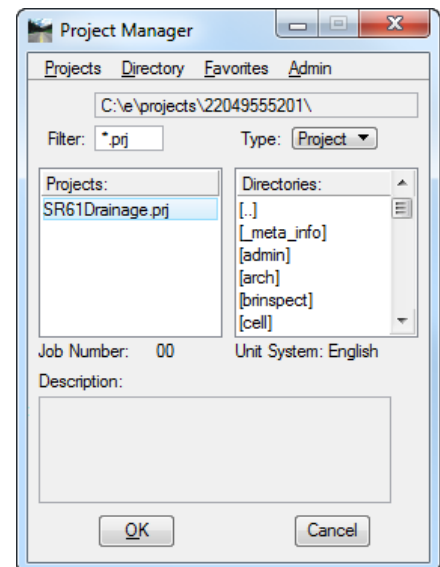 Project Manager
Projects Directory Favorites Admin
C:\e\projects\22049555201\
Filter: *.prj Type: Project
Projects: Directories:
SR61Drainage.prj [..]
[_meta_info]
[admin]
[arch]
[brinspect]
[cell]
Job Number: 00 Unit System: English
Description:
OK Cancel